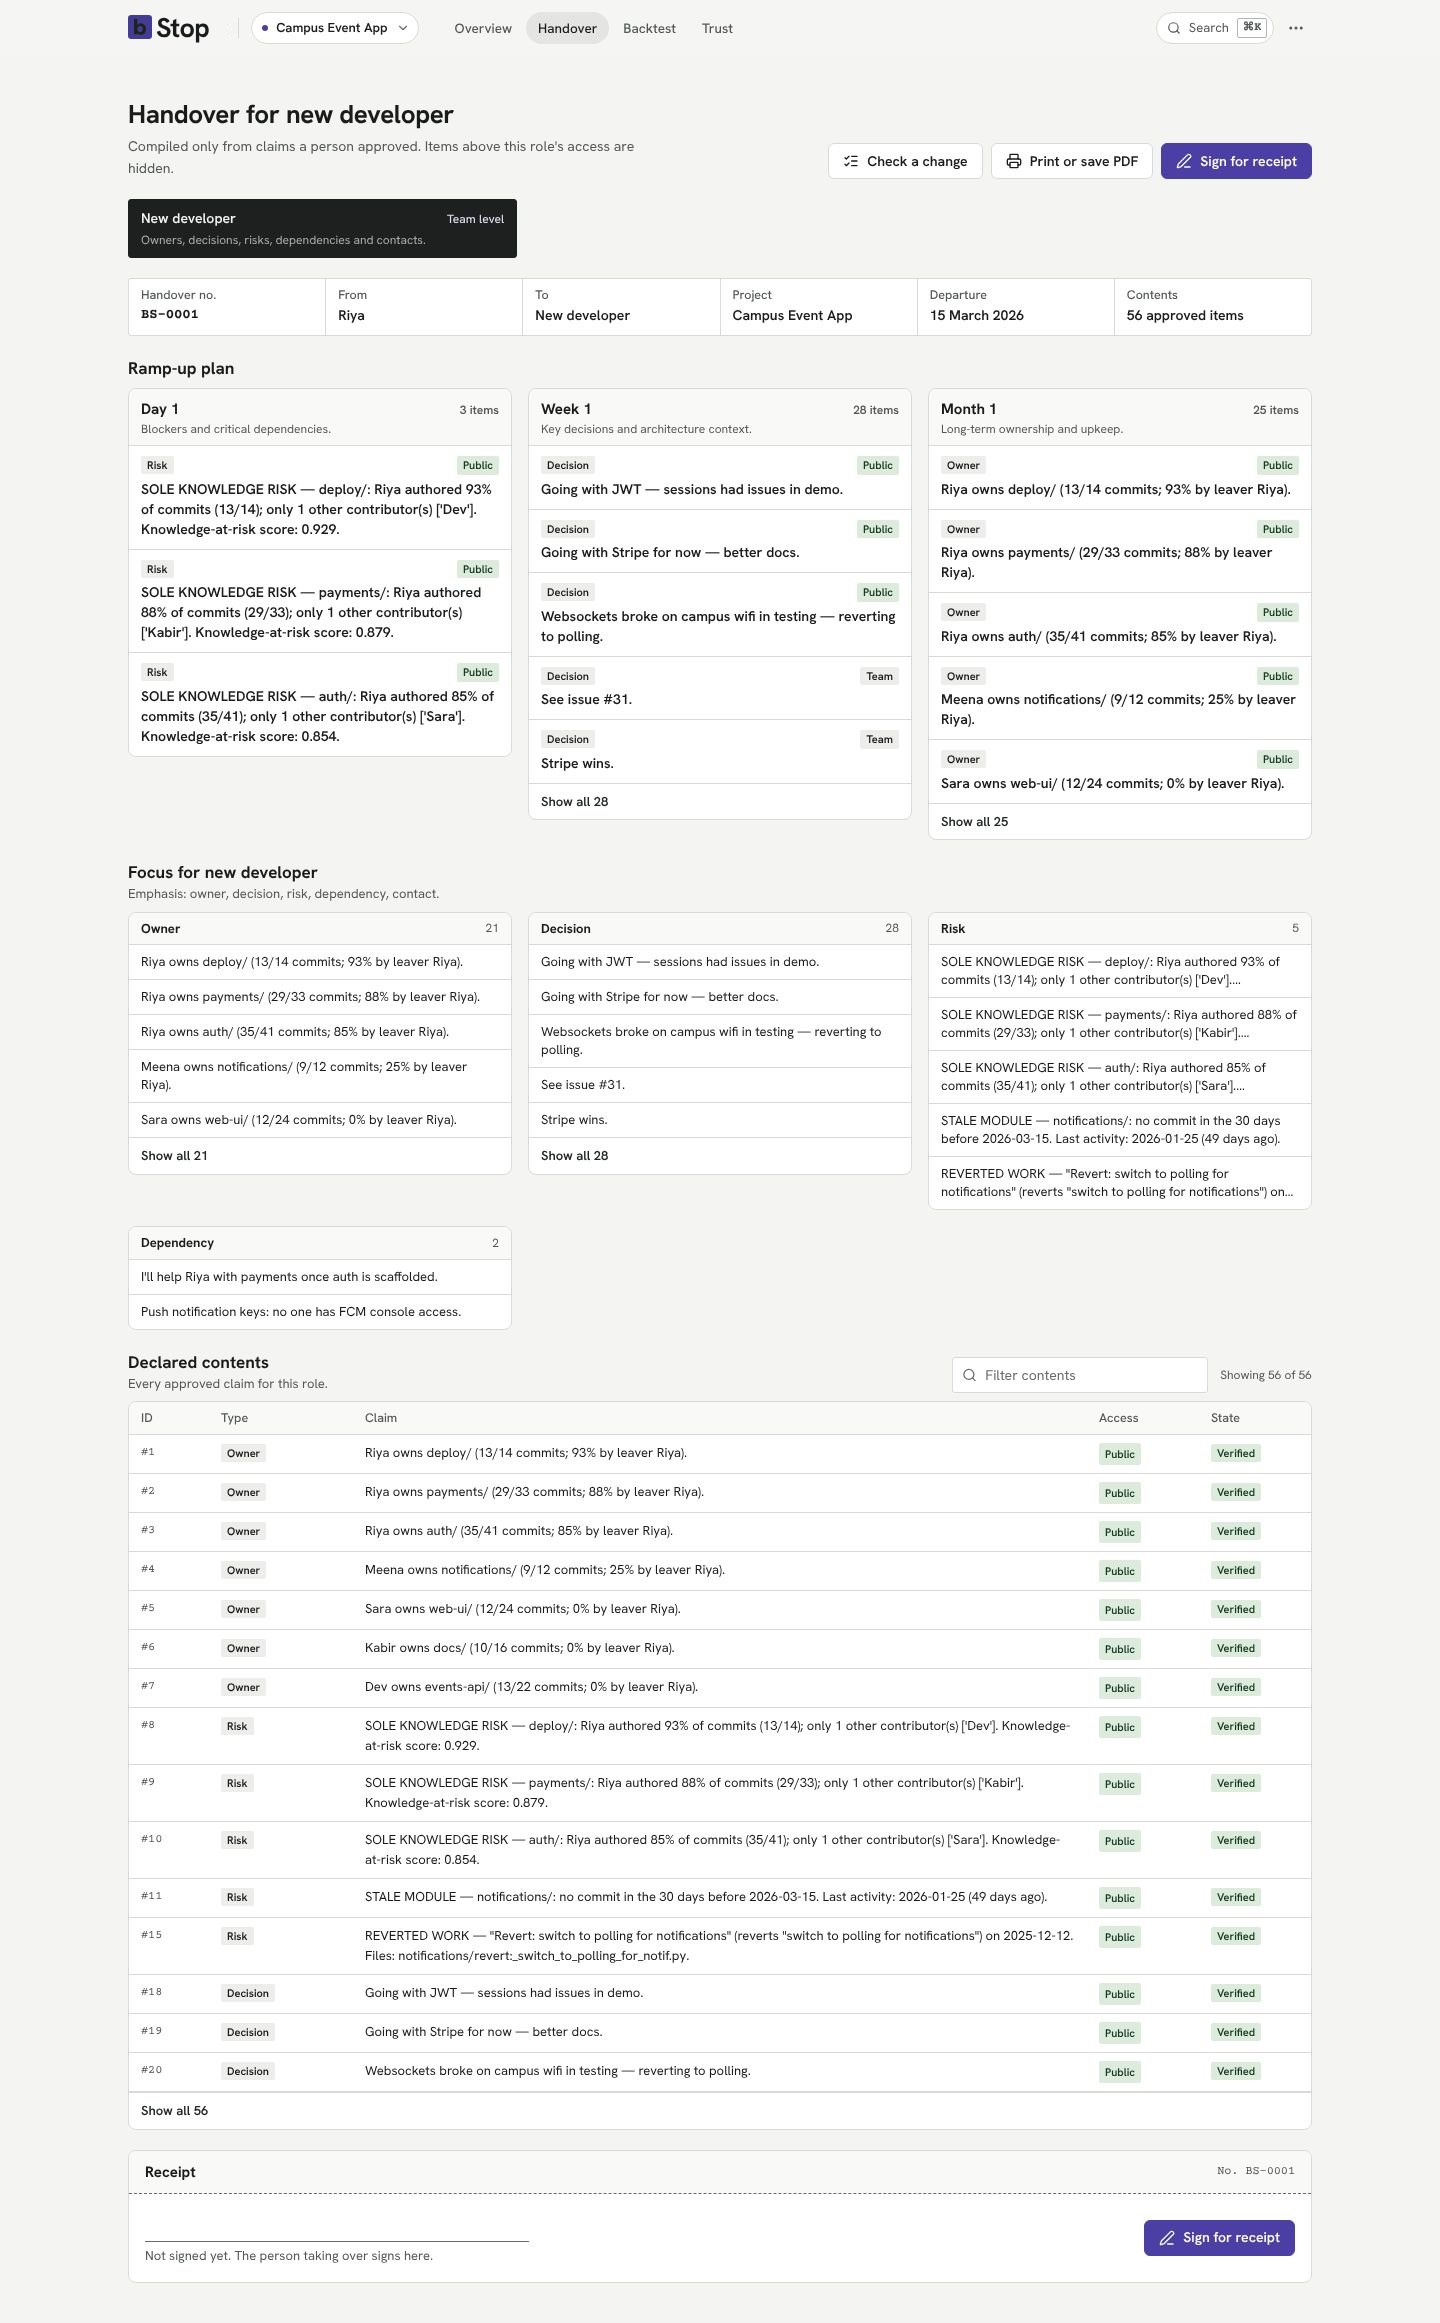 b Stop
Campus Event App
Overview
Handover
Backtest
Trust
Search ⌘K
Handover for new developer
Compiled only from claims a person approved. Items above this role's access are
hidden.
Check a change
Print or save PDF
Sign for receipt
New developer
Team level
Owners, decisions, risks, dependencies and contacts.
Handover no.
BS-0001
From
Riya
To
New developer
Project
Campus Event App
Departure
15 March 2026
Contents
56 approved items
Ramp-up plan
Day 1
3 items
Blockers and critical dependencies.
Risk
Public
SOLE KNOWLEDGE RISK — deploy/: Riya authored 93%
of commits (13/14); only 1 other contributor(s) ['Dev'].
Knowledge-at-risk score: 0.929.
Risk
Public
SOLE KNOWLEDGE RISK — payments/: Riya authored
88% of commits (29/33); only 1 other contributor(s)
['Kabir']. Knowledge-at-risk score: 0.879.
Risk
Public
SOLE KNOWLEDGE RISK — auth/: Riya authored 85% of
commits (35/41); only 1 other contributor(s) ['Sara'].
Knowledge-at-risk score: 0.854.
Week 1
28 items
Key decisions and architecture context.
Decision
Public
Going with JWT — sessions had issues in demo.
Decision
Public
Going with Stripe for now — better docs.
Decision
Public
Websockets broke on campus wifi in testing — reverting
to polling.
Decision
Team
See issue #31.
Decision
Team
Stripe wins.
Show all 28
Month 1
25 items
Long-term ownership and upkeep.
Owner
Public
Riya owns deploy/ (13/14 commits; 93% by leaver Riya).
Owner
Public
Riya owns payments/ (29/33 commits; 88% by leaver
Riya).
Owner
Public
Riya owns auth/ (35/41 commits; 85% by leaver Riya).
Owner
Public
Meena owns notifications/ (9/12 commits; 25% by leaver
Riya).
Owner
Public
Sara owns web-ui/ (12/24 commits; 0% by leaver Riya).
Show all 25
Focus for new developer
Emphasis: owner, decision, risk, dependency, contact.
Owner
21
Riya owns deploy/ (13/14 commits; 93% by leaver Riya).
Riya owns payments/ (29/33 commits; 88% by leaver Riya).
Riya owns auth/ (35/41 commits; 85% by leaver Riya).
Meena owns notifications/ (9/12 commits; 25% by leaver
Riya).
Sara owns web-ui/ (12/24 commits; 0% by leaver Riya).
Show all 21
Decision
28
Going with JWT — sessions had issues in demo.
Going with Stripe for now — better docs.
Websockets broke on campus wifi in testing — reverting to
polling.
See issue #31.
Stripe wins.
Show all 28
Risk
5
SOLE KNOWLEDGE RISK — deploy/: Riya authored 93% of
commits (13/14); only 1 other contributor(s) ['Dev'].…
SOLE KNOWLEDGE RISK — payments/: Riya authored 88% of
commits (29/33); only 1 other contributor(s) ['Kabir'].…
SOLE KNOWLEDGE RISK — auth/: Riya authored 85% of
commits (35/41); only 1 other contributor(s) ['Sara'].…
STALE MODULE — notifications/: no commit in the 30 days
before 2026-03-15. Last activity: 2026-01-25 (49 days ago).
REVERTED WORK — "Revert: switch to polling for
notifications" (reverts "switch to polling for notifications") on…
Dependency
2
I'll help Riya with payments once auth is scaffolded.
Push notification keys: no one has FCM console access.
Declared contents
Every approved claim for this role.
Filter contents
Showing 56 of 56
ID Type Claim Access State
#1 Owner Riya owns deploy/ (13/14 commits; 93% by leaver Riya). Public Verified
#2 Owner Riya owns payments/ (29/33 commits; 88% by leaver Riya). Public Verified
#3 Owner Riya owns auth/ (35/41 commits; 85% by leaver Riya). Public Verified
#4 Owner Meena owns notifications/ (9/12 commits; 25% by leaver Riya). Public Verified
#5 Owner Sara owns web-ui/ (12/24 commits; 0% by leaver Riya). Public Verified
#6 Owner Kabir owns docs/ (10/16 commits; 0% by leaver Riya). Public Verified
#7 Owner Dev owns events-api/ (13/22 commits; 0% by leaver Riya). Public Verified
#8 Risk SOLE KNOWLEDGE RISK — deploy/: Riya authored 93% of commits (13/14); only 1 other contributor(s) ['Dev']. Knowledge- Public Verified
at-risk score: 0.929.
#9 Risk SOLE KNOWLEDGE RISK — payments/: Riya authored 88% of commits (29/33); only 1 other contributor(s) ['Kabir']. Public Verified
Knowledge-at-risk score: 0.879.
#10 Risk SOLE KNOWLEDGE RISK — auth/: Riya authored 85% of commits (35/41); only 1 other contributor(s) ['Sara']. Knowledge- Public Verified
at-risk score: 0.854.
#11 Risk STALE MODULE — notifications/: no commit in the 30 days before 2026-03-15. Last activity: 2026-01-25 (49 days ago). Public Verified
#15 Risk REVERTED WORK — "Revert: switch to polling for notifications" (reverts "switch to polling for notifications") on 2025-12-12. Public Verified
Files: notifications/revert:_switch_to_polling_for_notif.py.
#18 Decision Going with JWT — sessions had issues in demo. Public Verified
#19 Decision Going with Stripe for now — better docs. Public Verified
#20 Decision Websockets broke on campus wifi in testing — reverting to polling. Public Verified
Show all 56
Receipt
No. BS-0001
Sign for receipt
Not signed yet. The person taking over signs here.